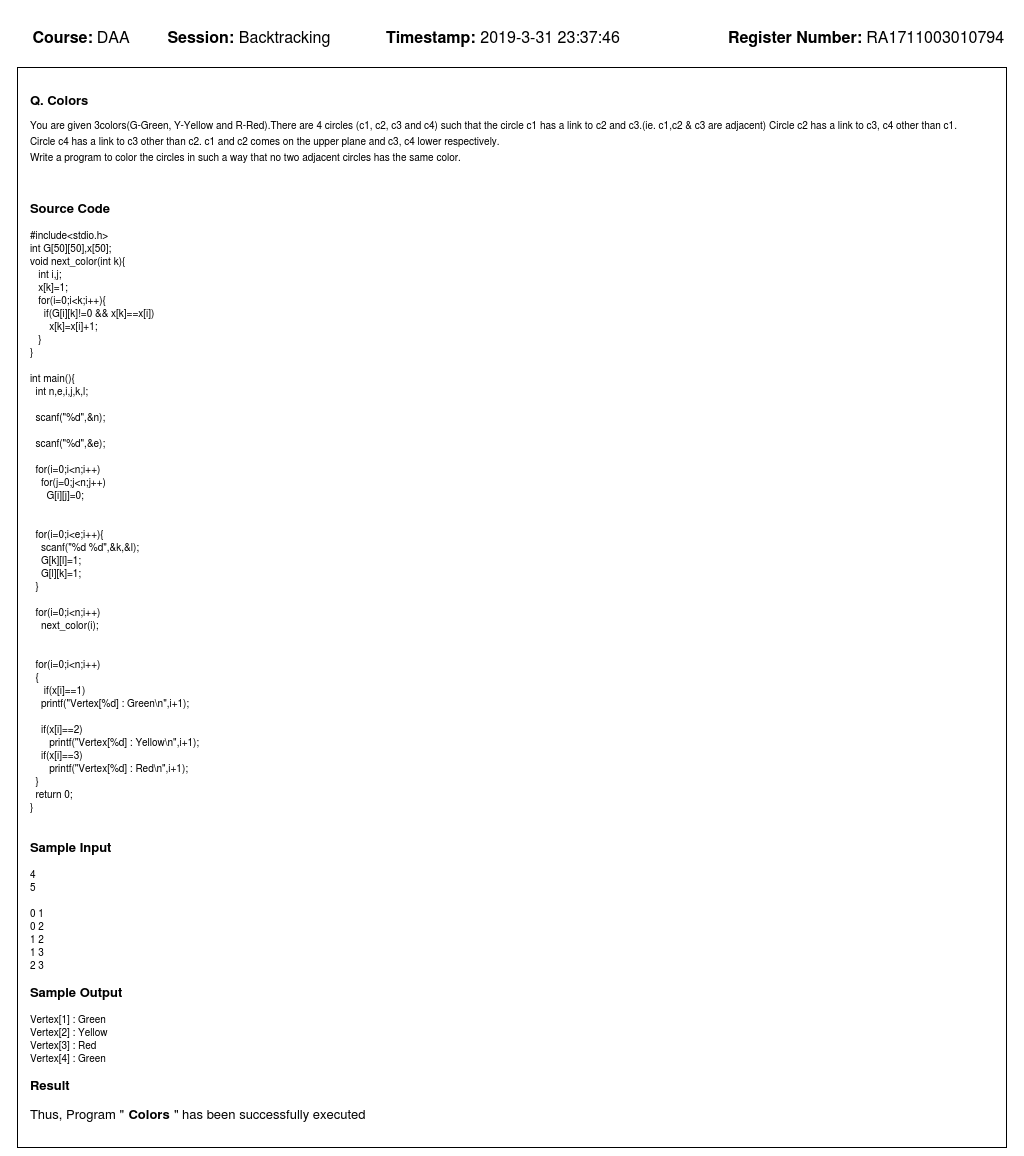 Course: DAA Session: Backtracking Timestamp: 2019-3-31 23:37:46 Register Number: RA1711003010794
Q. Colors
You are given 3colors(G-Green, Y-Yellow and R-Red).There are 4 circles (c1, c2, c3 and c4) such that the circle c1 has a link to c2 and c3.(ie. c1,c2 & c3 are adjacent) Circle c2 has a link to c3, c4 other than c1.
Circle c4 has a link to c3 other than c2. c1 and c2 comes on the upper plane and c3, c4 lower respectively.
Write a program to color the circles in such a way that no two adjacent circles has the same color.
Source Code
#include<stdio.h>
int G[50][50],x[50];
void next_color(int k){
int i,j;
x[k]=1;
for(i=0;i<k;i++){
if(G[i][k]!=0 && x[k]==x[i])
x[k]=x[i]+1;
}
}
int main(){
int n,e,i,j,k,l;
scanf("%d",&n);
scanf("%d",&e);
for(i=0;i<n;i++)
for(j=0;j<n;j++)
G[i][j]=0;
for(i=0;i<e;i++){
scanf("%d %d",&k,&l);
G[k][l]=1;
G[l][k]=1;
}
for(i=0;i<n;i++)
next_color(i);
for(i=0;i<n;i++)
{
if(x[i]==1)
printf("Vertex[%d] : Green\n",i+1);
if(x[i]==2)
printf("Vertex[%d] : Yellow\n",i+1);
if(x[i]==3)
printf("Vertex[%d] : Red\n",i+1);
}
return 0;
}
Sample Input
4
5
0 1
0 2
1 2
1 3
2 3
Sample Output
Vertex[1] : Green
Vertex[2] : Yellow
Vertex[3] : Red
Vertex[4] : Green
Result
Thus, Program " Colors " has been successfully executed